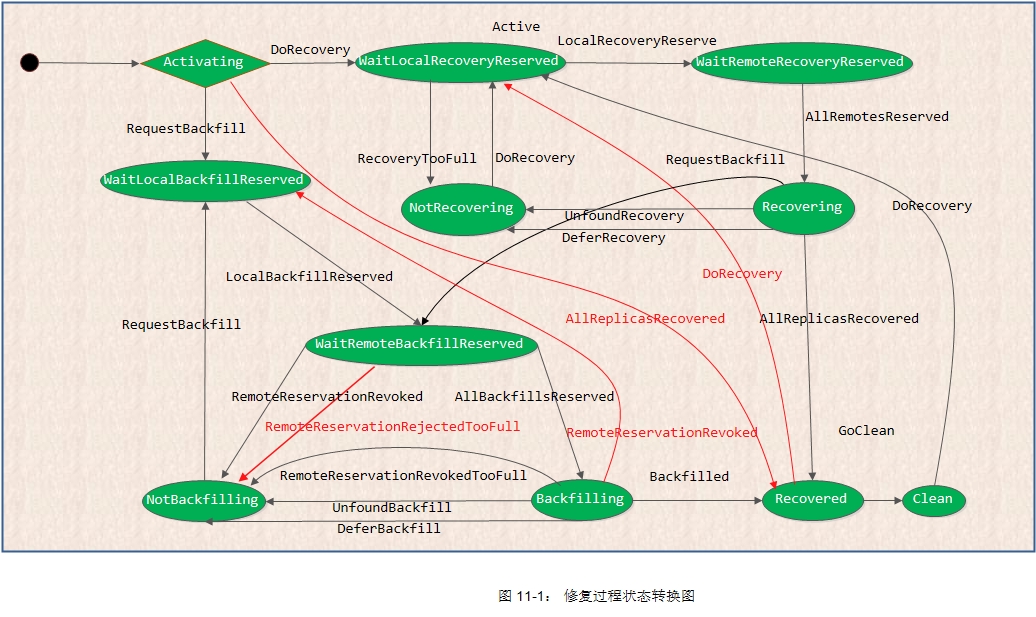 Active
DoRecovery
LocalRecoveryReserve
Activating
WaitLocalRecoveryReserved
WaitRemoteRecoveryReserved
AllRemotesReserved
RequestBackfill
RecoveryTooFull
DoRecovery
RequestBackfill
WaitLocalBackfillReserved
NotRecovering
Recovering
DoRecovery
UnfoundRecovery
DeferRecovery
LocalBackfillReserved
DoRecovery
RequestBackfill
AllReplicasRecovered
AllReplicasRecovered
WaitRemoteBackfillReserved
RemoteReservationRevoked
AllBackfillsReserved
RemoteReservationRejectedTooFull
RemoteReservationRevoked
GoClean
RemoteReservationRevokedTooFull
Backfilled
NotBackfilling
Backfilling
Recovered
Clean
UnfoundBackfill
DeferBackfill
图 11-1： 修复过程状态转换图